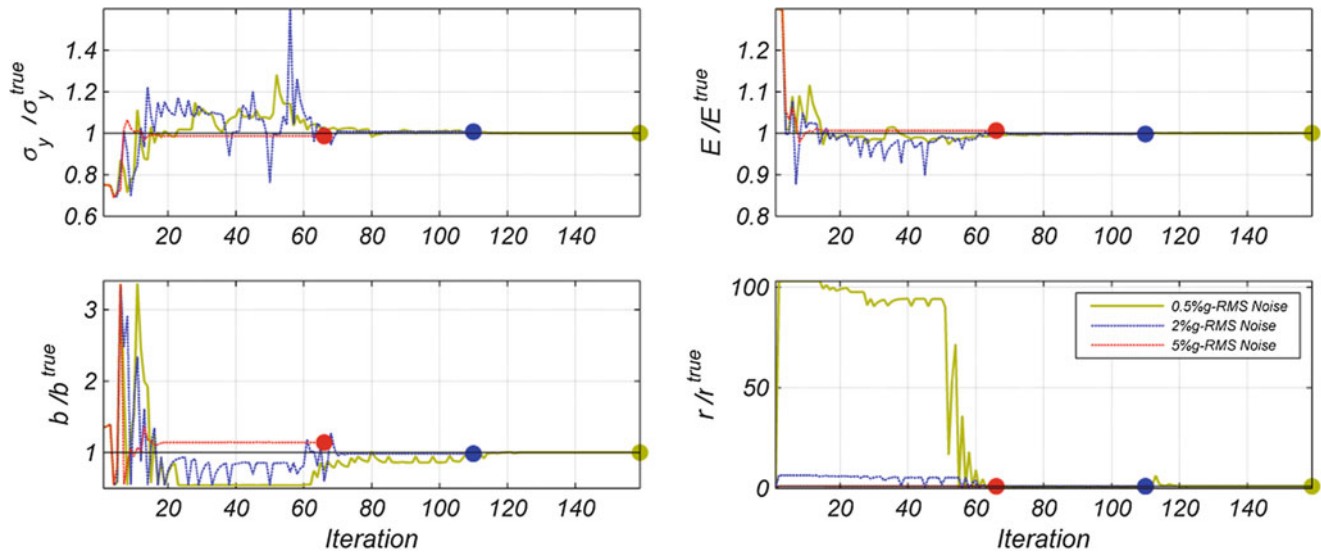 σy /σy^true
1.4
1.2
1
0.8
0.6
20 40 60 80 100 120 140
E /E^true
1.2
1.1
1
0.9
0.8
20 40 60 80 100 120 140
b /b^true
3
2
1
20 40 60 80 100 120 140
Iteration
r /r^true
100
50
0
20 40 60 80 100 120 140
Iteration
0.5%g-RMS Noise
2%g-RMS Noise
5%g-RMS Noise